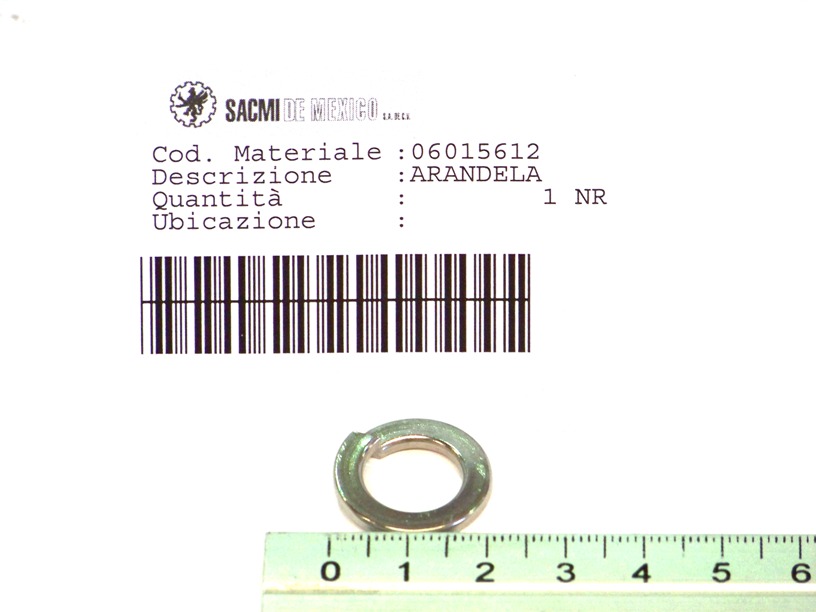 SACMI DE MEXICO S.A. DE C.V.
Cod. Materiale :06015612
Descrizione :ARANDELA
Quantità : 1 NR
Ubicazione :
0 1 2 3 4 5 6